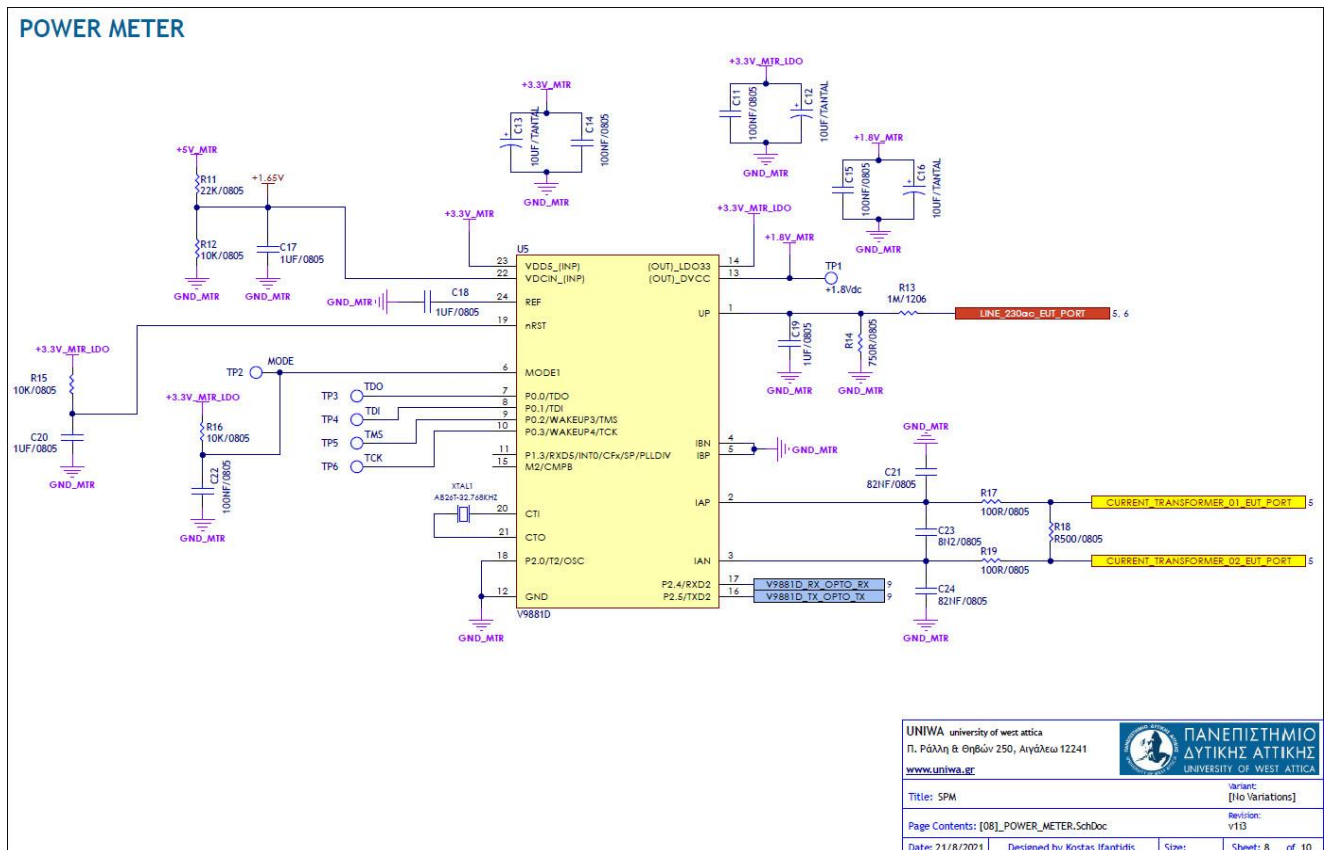 POWER METER
+3.3V_MTR_LDO
+3.3V_MTR
C11
100NF/0805
C12
10UF/TANTAL
C13
10UF/TANTAL
C14
100NF/0805
GND_MTR
GND_MTR
+1.8V_MTR
C15
100NF/0805
C16
10UF/TANTAL
GND_MTR
+5V_MTR
R11
22K/0805
+1.65V
R12
10K/0805
C17
1UF/0805
GND_MTR
GND_MTR
+3.3V_MTR
+3.3V_MTR_LDO
+1.8V_MTR
U5
23 VDD5_(INP)
22 VDCIN_(INP)
24 REF
19 nRST
6 MODE1
7 P0.0/TDO
8 P0.1/TDI
9 P0.2/WAKEUP3/TMS
10 P0.3/WAKEUP4/TCK
11 P1.3/RXD5/INT0/CFx/SP/PLLDIV
15 M2/CMPB
20 CTI
21 CTO
18 P2.0/T2/OSC
12 GND
V9881D
(OUT)_LDO33 14
(OUT)_DVCC 13
UP 1
IBN 4
IBP 5
IAP 2
IAN 3
P2.4/RXD2 17
P2.5/TXD2 16
TP1
+1.8Vdc
R13
1M/1206
LINE_230ac_EUT_PORT 5, 6
C19
1UF/0805
R14
750R/0805
GND_MTR
GND_MTR
GND_MTR
C18
1UF/0805
+3.3V_MTR_LDO
R15
10K/0805
C20
1UF/0805
GND_MTR
TP2
MODE
+3.3V_MTR_LDO
R16
10K/0805
C22
100NF/0805
GND_MTR
TP3 TDO
TP4 TDI
TP5 TMS
TP6 TCK
XTAL1
AB26T-32.768KHZ
GND_MTR
GND_MTR
GND_MTR
C21
82NF/0805
R17
100R/0805
CURRENT_TRANSFORMER_01_EUT_PORT 5
C23
8N2/0805
R18
R500/0805
R19
100R/0805
CURRENT_TRANSFORMER_02_EUT_PORT 5
C24
82NF/0805
GND_MTR
V9881D_RX_OPTO_RX 9
V9881D_TX_OPTO_TX 9
UNIWA university of west attica
Π. Ράλλη & Θηβών 250, Αιγάλεω 12241
www.uniwa.gr
ΠΑΝΕΠΙΣΤΗΜΙΟ
ΔΥΤΙΚΗΣ ΑΤΤΙΚΗΣ
UNIVERSITY OF WEST ATTICA
Title: SPM
Variant:
[No Variations]
Page Contents: [08]_POWER_METER.SchDoc
Revision:
v1i3
Date: 21/8/2021 Designed by Kostas Ifantidis Size: Sheet: 8 of 10